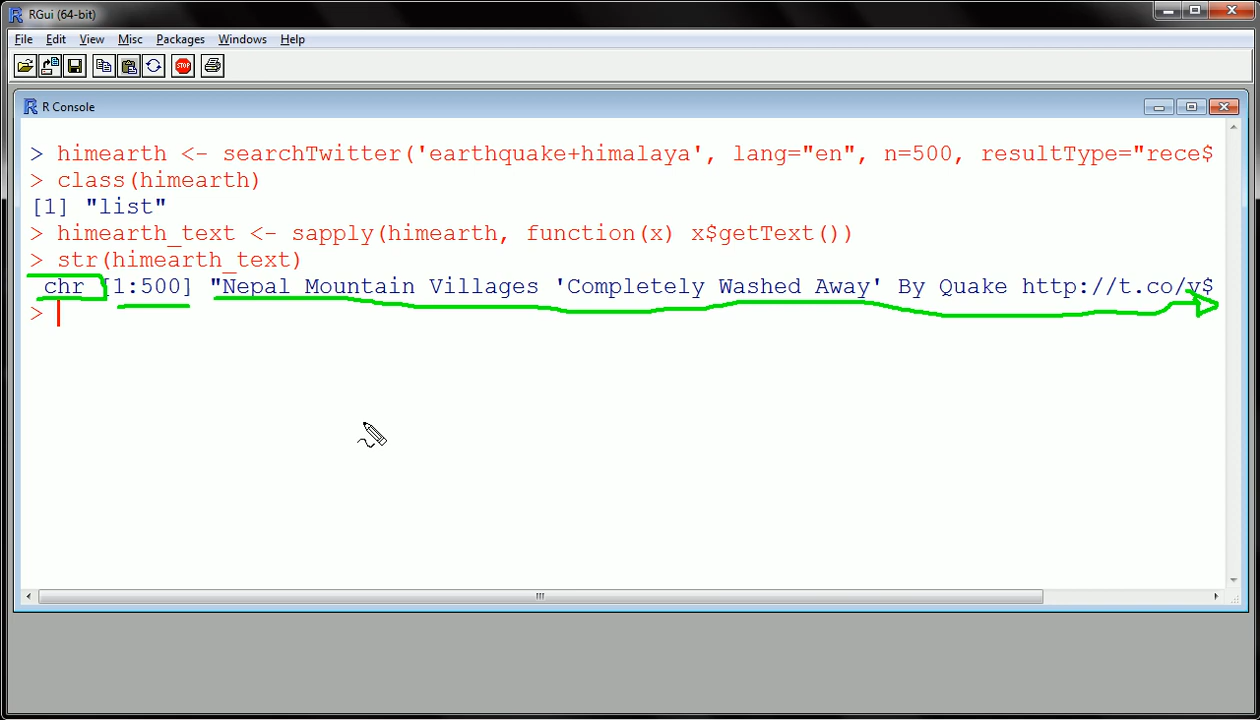 RGui (64-bit)
File Edit View Misc Packages Windows Help
STOP
R Console
> himearth <- searchTwitter('earthquake+himalaya', lang="en", n=500, resultType="rece$
> class(himearth)
[1] "list"
> himearth_text <- sapply(himearth, function(x) x$getText())
> str(himearth_text)
chr [1:500] "Nepal Mountain Villages 'Completely Washed Away' By Quake http://t.co/y$
>